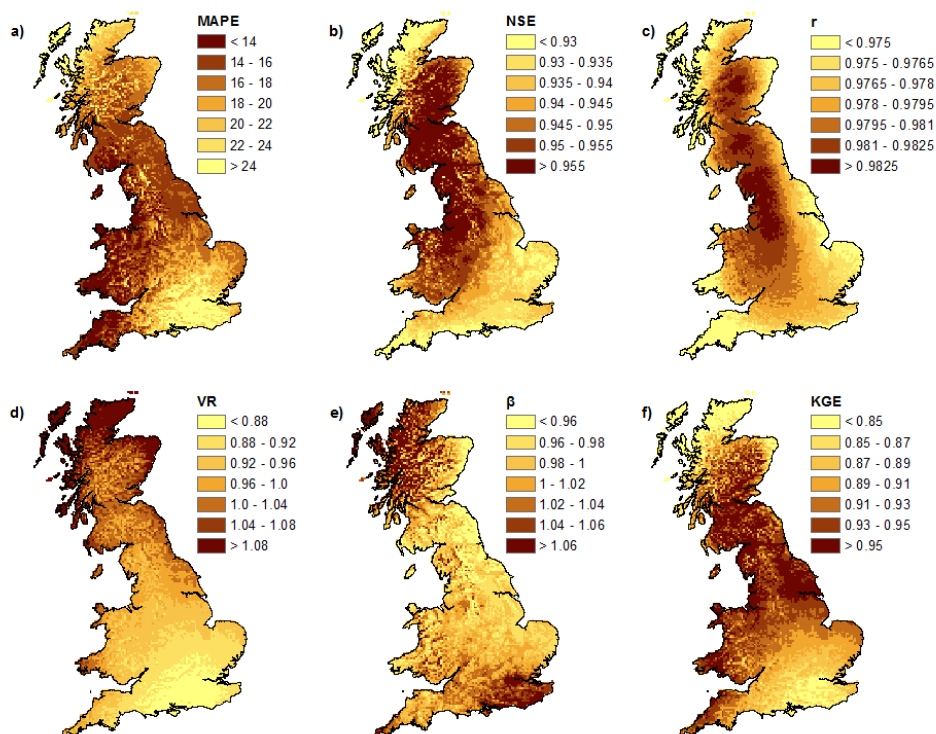 a)
MAPE
< 14
14 - 16
16 - 18
18 - 20
20 - 22
22 - 24
> 24
b)
NSE
< 0.93
0.93 - 0.935
0.935 - 0.94
0.94 - 0.945
0.945 - 0.95
0.95 - 0.955
> 0.955
c)
r
< 0.975
0.975 - 0.9765
0.9765 - 0.978
0.978 - 0.9795
0.9795 - 0.981
0.981 - 0.9825
> 0.9825
d)
VR
< 0.88
0.88 - 0.92
0.92 - 0.96
0.96 - 1.0
1.0 - 1.04
1.04 - 1.08
> 1.08
e)
β
< 0.96
0.96 - 0.98
0.98 - 1
1 - 1.02
1.02 - 1.04
1.04 - 1.06
> 1.06
f)
KGE
< 0.85
0.85 - 0.87
0.87 - 0.89
0.89 - 0.91
0.91 - 0.93
0.93 - 0.95
> 0.95